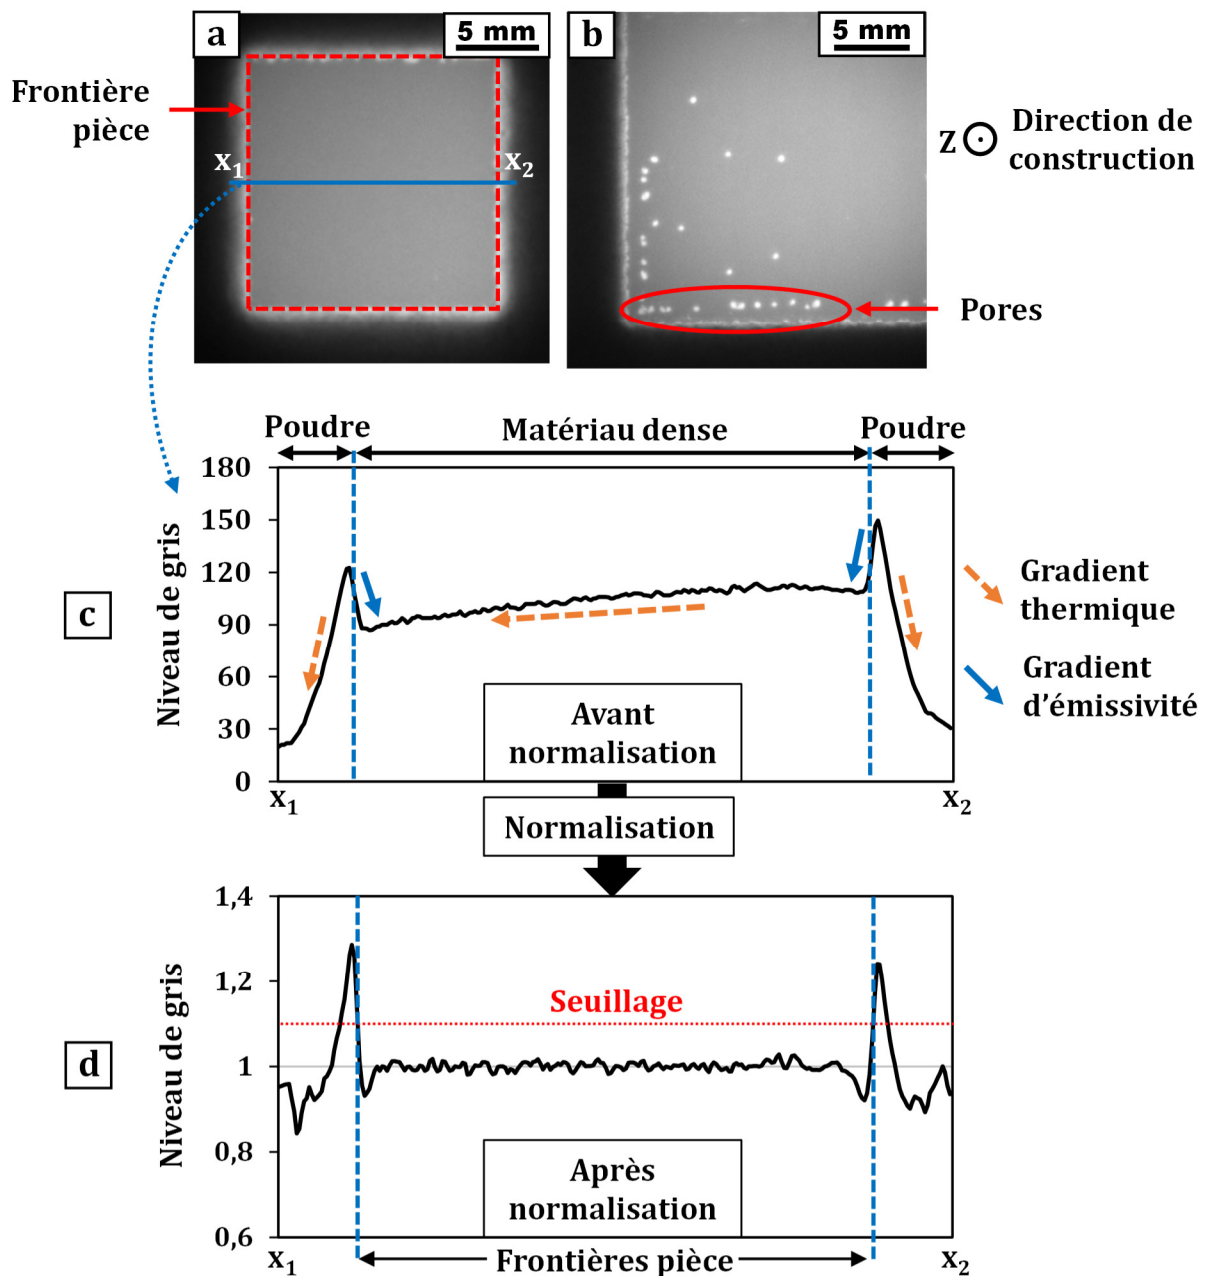 a
5 mm
b
5 mm
Frontière
pièce
x₁
x₂
Z
Direction de
construction
Pores
Poudre
Matériau dense
Poudre
c
Niveau de gris
180
150
120
90
60
30
0
Avant
normalisation
x₁
x₂
Gradient
thermique
Gradient
d'émissivité
Normalisation
d
Niveau de gris
1,4
1,2
1
0,8
0,6
Seuillage
Après
normalisation
x₁
Frontières pièce
x₂